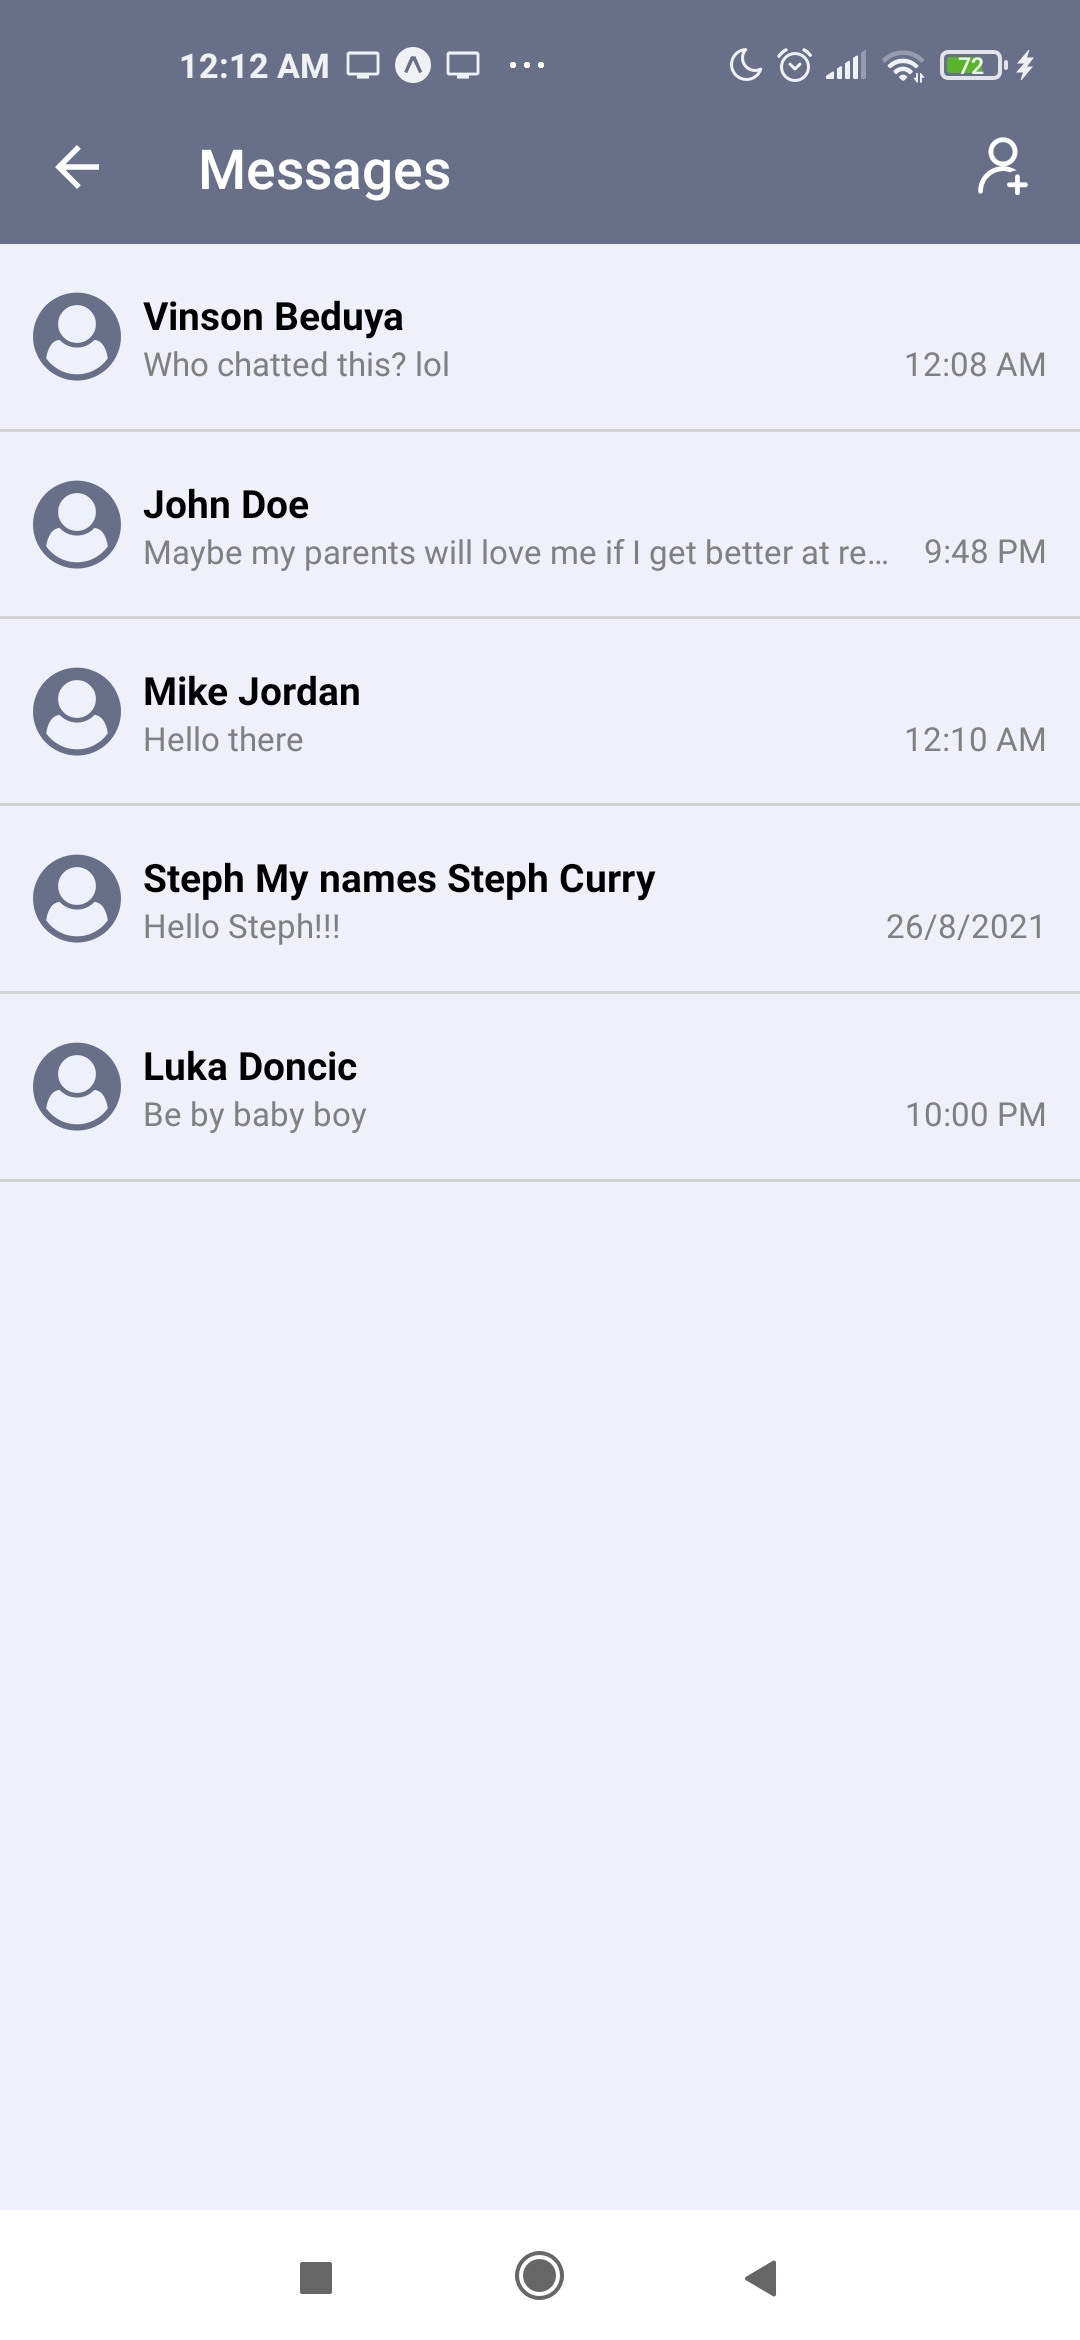 12:12 AM ... 72
Messages
Vinson Beduya
Who chatted this? lol 12:08 AM
John Doe
Maybe my parents will love me if I get better at re... 9:48 PM
Mike Jordan
Hello there 12:10 AM
Steph My names Steph Curry
Hello Steph!!! 26/8/2021
Luka Doncic
Be by baby boy 10:00 PM